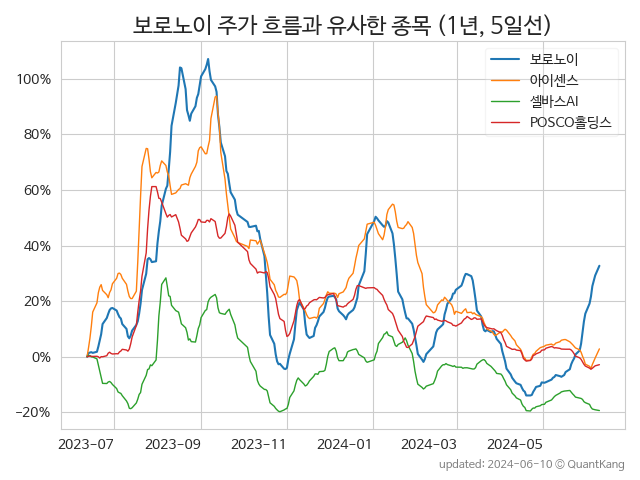 보로노이 주가 흐름과 유사한 종목 (1년, 5일선)
보로노이
아이센스
셀바스AI
POSCO홀딩스
100%
80%
60%
40%
20%
0%
−20%
2023-07
2023-09
2023-11
2024-01
2024-03
2024-05
updated: 2024-06-10 © QuantKang